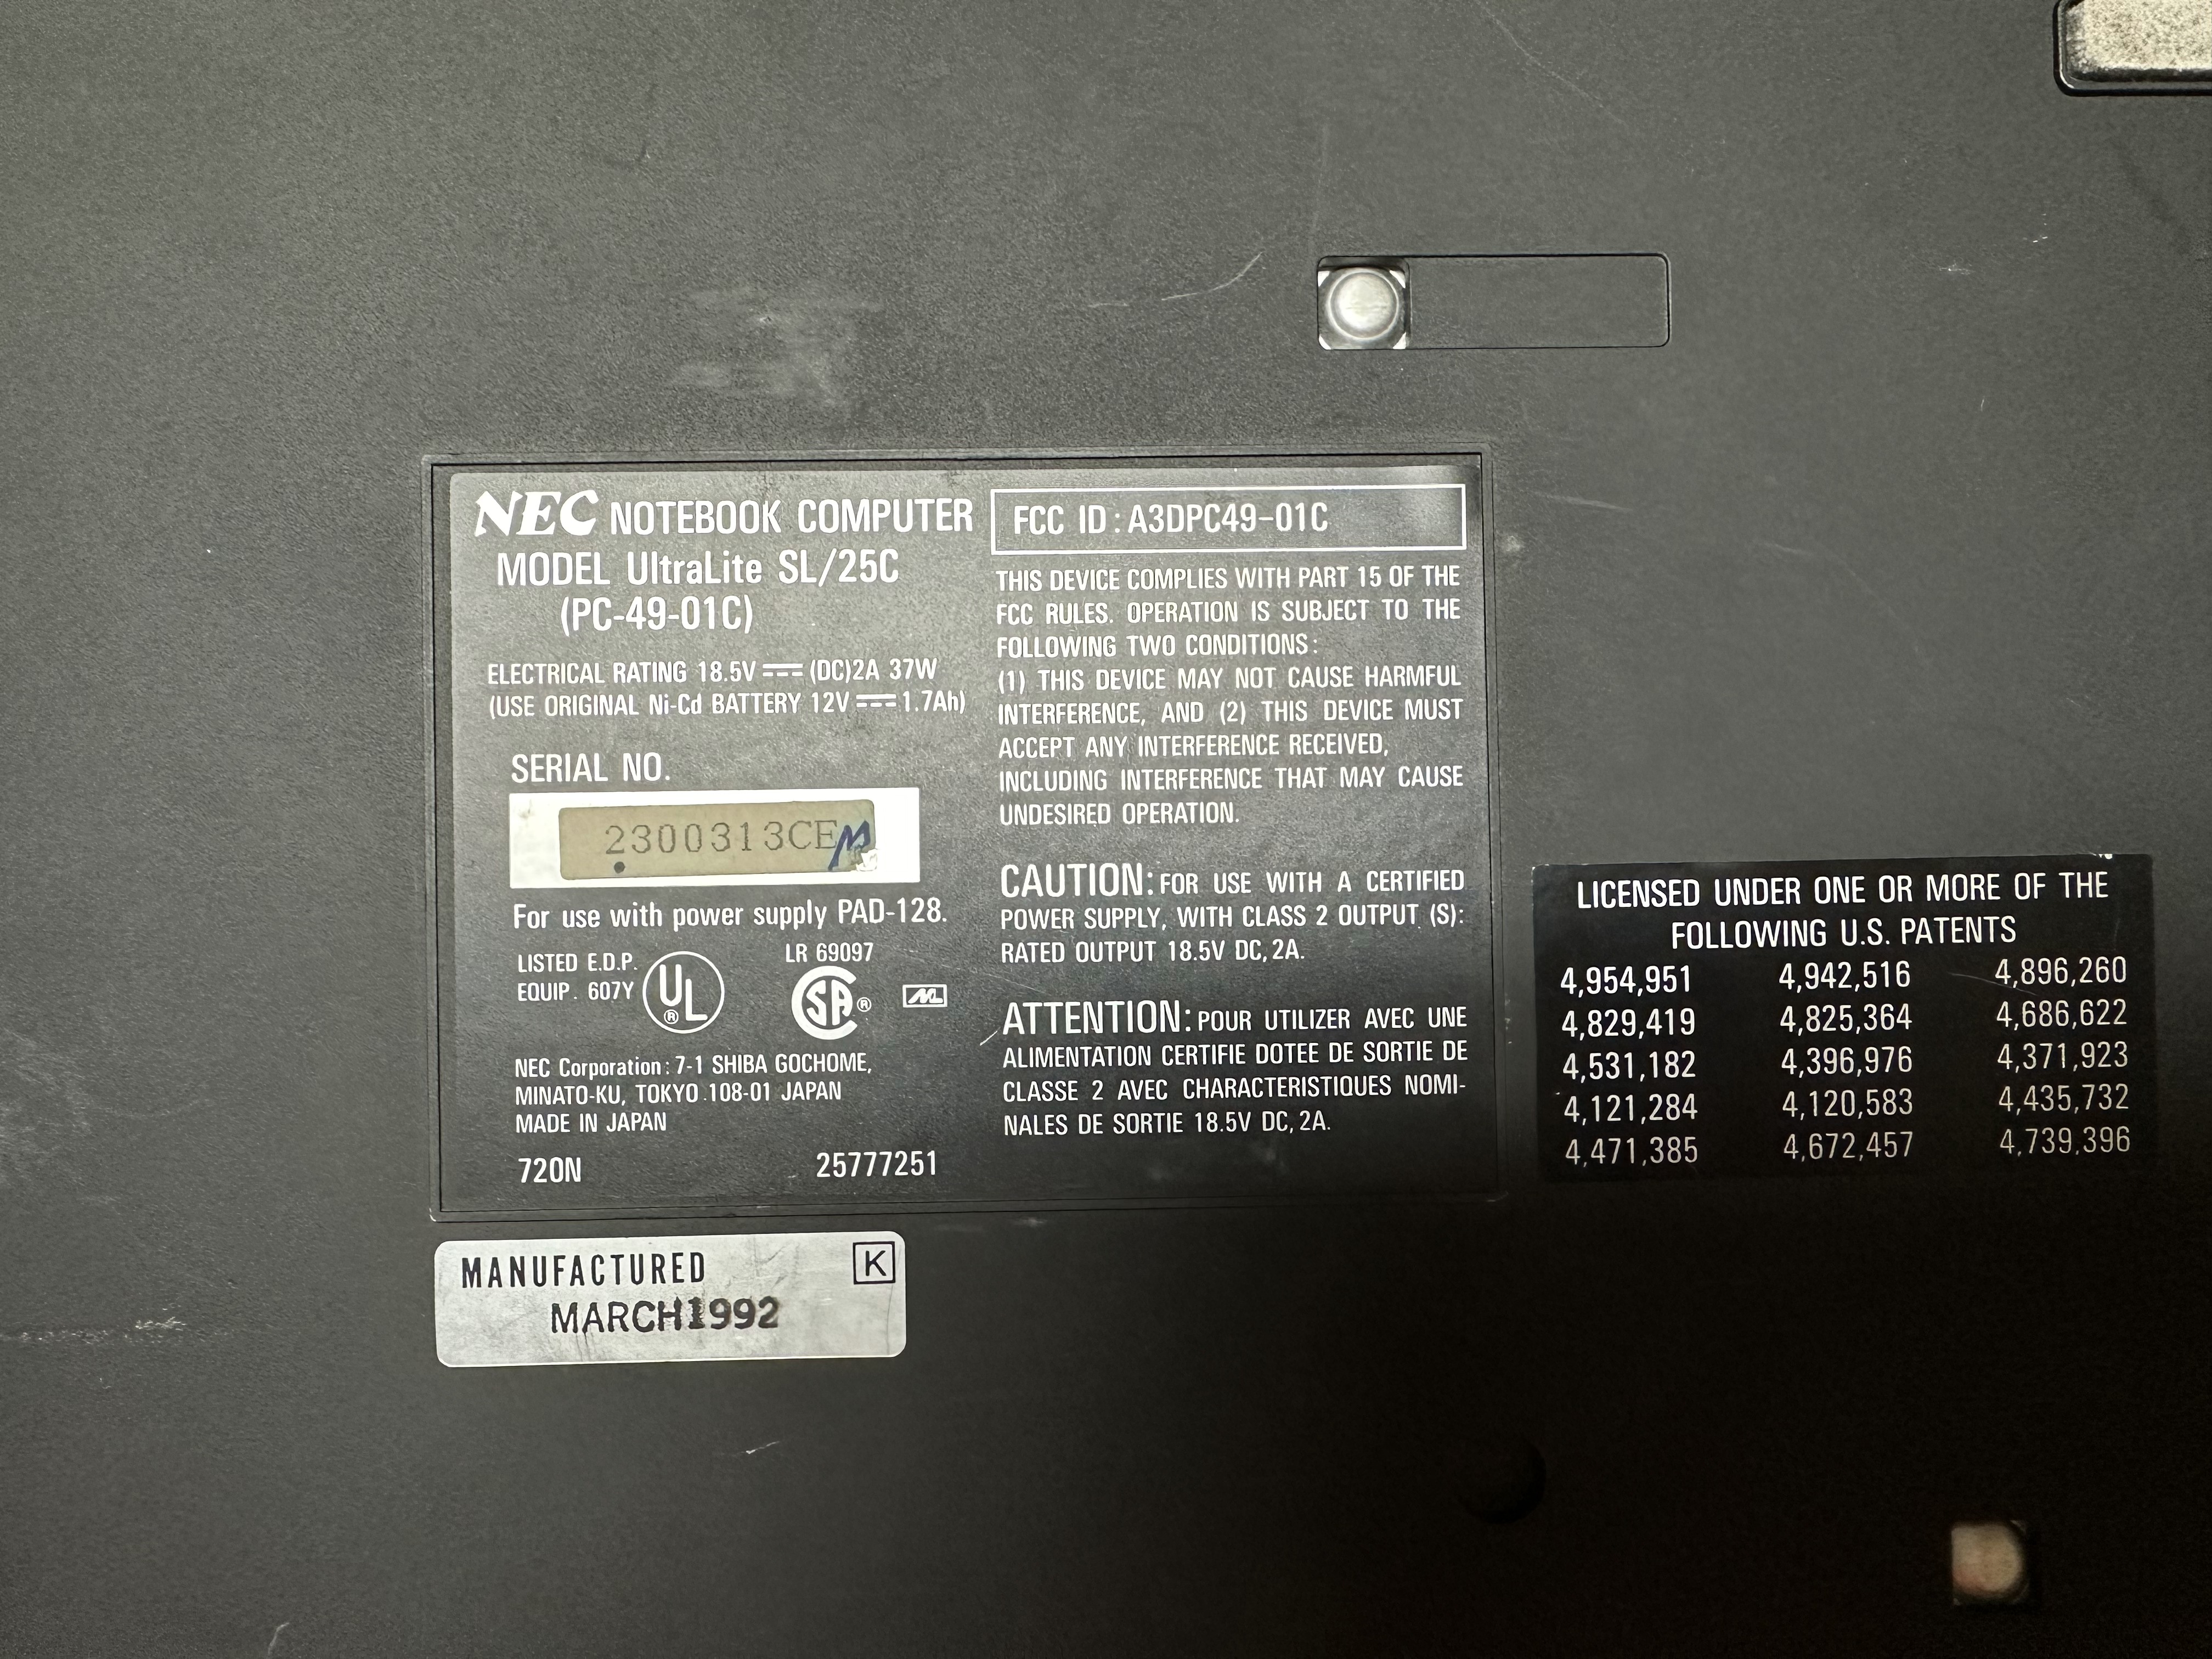 NEC NOTEBOOK COMPUTER
MODEL UltraLite SL/25C
(PC-49-01C)
ELECTRICAL RATING 18.5V (DC)2A 37W
(USE ORIGINAL Ni-Cd BATTERY 12V 1.7Ah)
SERIAL NO.
2300313CE
For use with power supply PAD-128.
LISTED E.D.P.
EQUIP. 607Y
UL ®
LR 69097
SA ®
NEC Corporation: 7-1 SHIBA GOCHOME,
MINATO-KU, TOKYO 108-01 JAPAN
MADE IN JAPAN
720N 25777251
FCC ID: A3DPC49-01C
THIS DEVICE COMPLIES WITH PART 15 OF THE
FCC RULES. OPERATION IS SUBJECT TO THE
FOLLOWING TWO CONDITIONS:
(1) THIS DEVICE MAY NOT CAUSE HARMFUL
INTERFERENCE, AND (2) THIS DEVICE MUST
ACCEPT ANY INTERFERENCE RECEIVED,
INCLUDING INTERFERENCE THAT MAY CAUSE
UNDESIRED OPERATION.
CAUTION: FOR USE WITH A CERTIFIED
POWER SUPPLY, WITH CLASS 2 OUTPUT (S):
RATED OUTPUT 18.5V DC, 2A.
ATTENTION: POUR UTILIZER AVEC UNE
ALIMENTATION CERTIFIE DOTEE DE SORTIE DE
CLASSE 2 AVEC CHARACTERISTIQUES NOMI-
NALES DE SORTIE 18.5V DC, 2A.
MANUFACTURED K
MARCH1992
LICENSED UNDER ONE OR MORE OF THE
FOLLOWING U.S. PATENTS
4,954,951 4,942,516 4,896,260
4,829,419 4,825,364 4,686,622
4,531,182 4,396,976 4,371,923
4,121,284 4,120,583 4,435,732
4,471,385 4,672,457 4,739,396